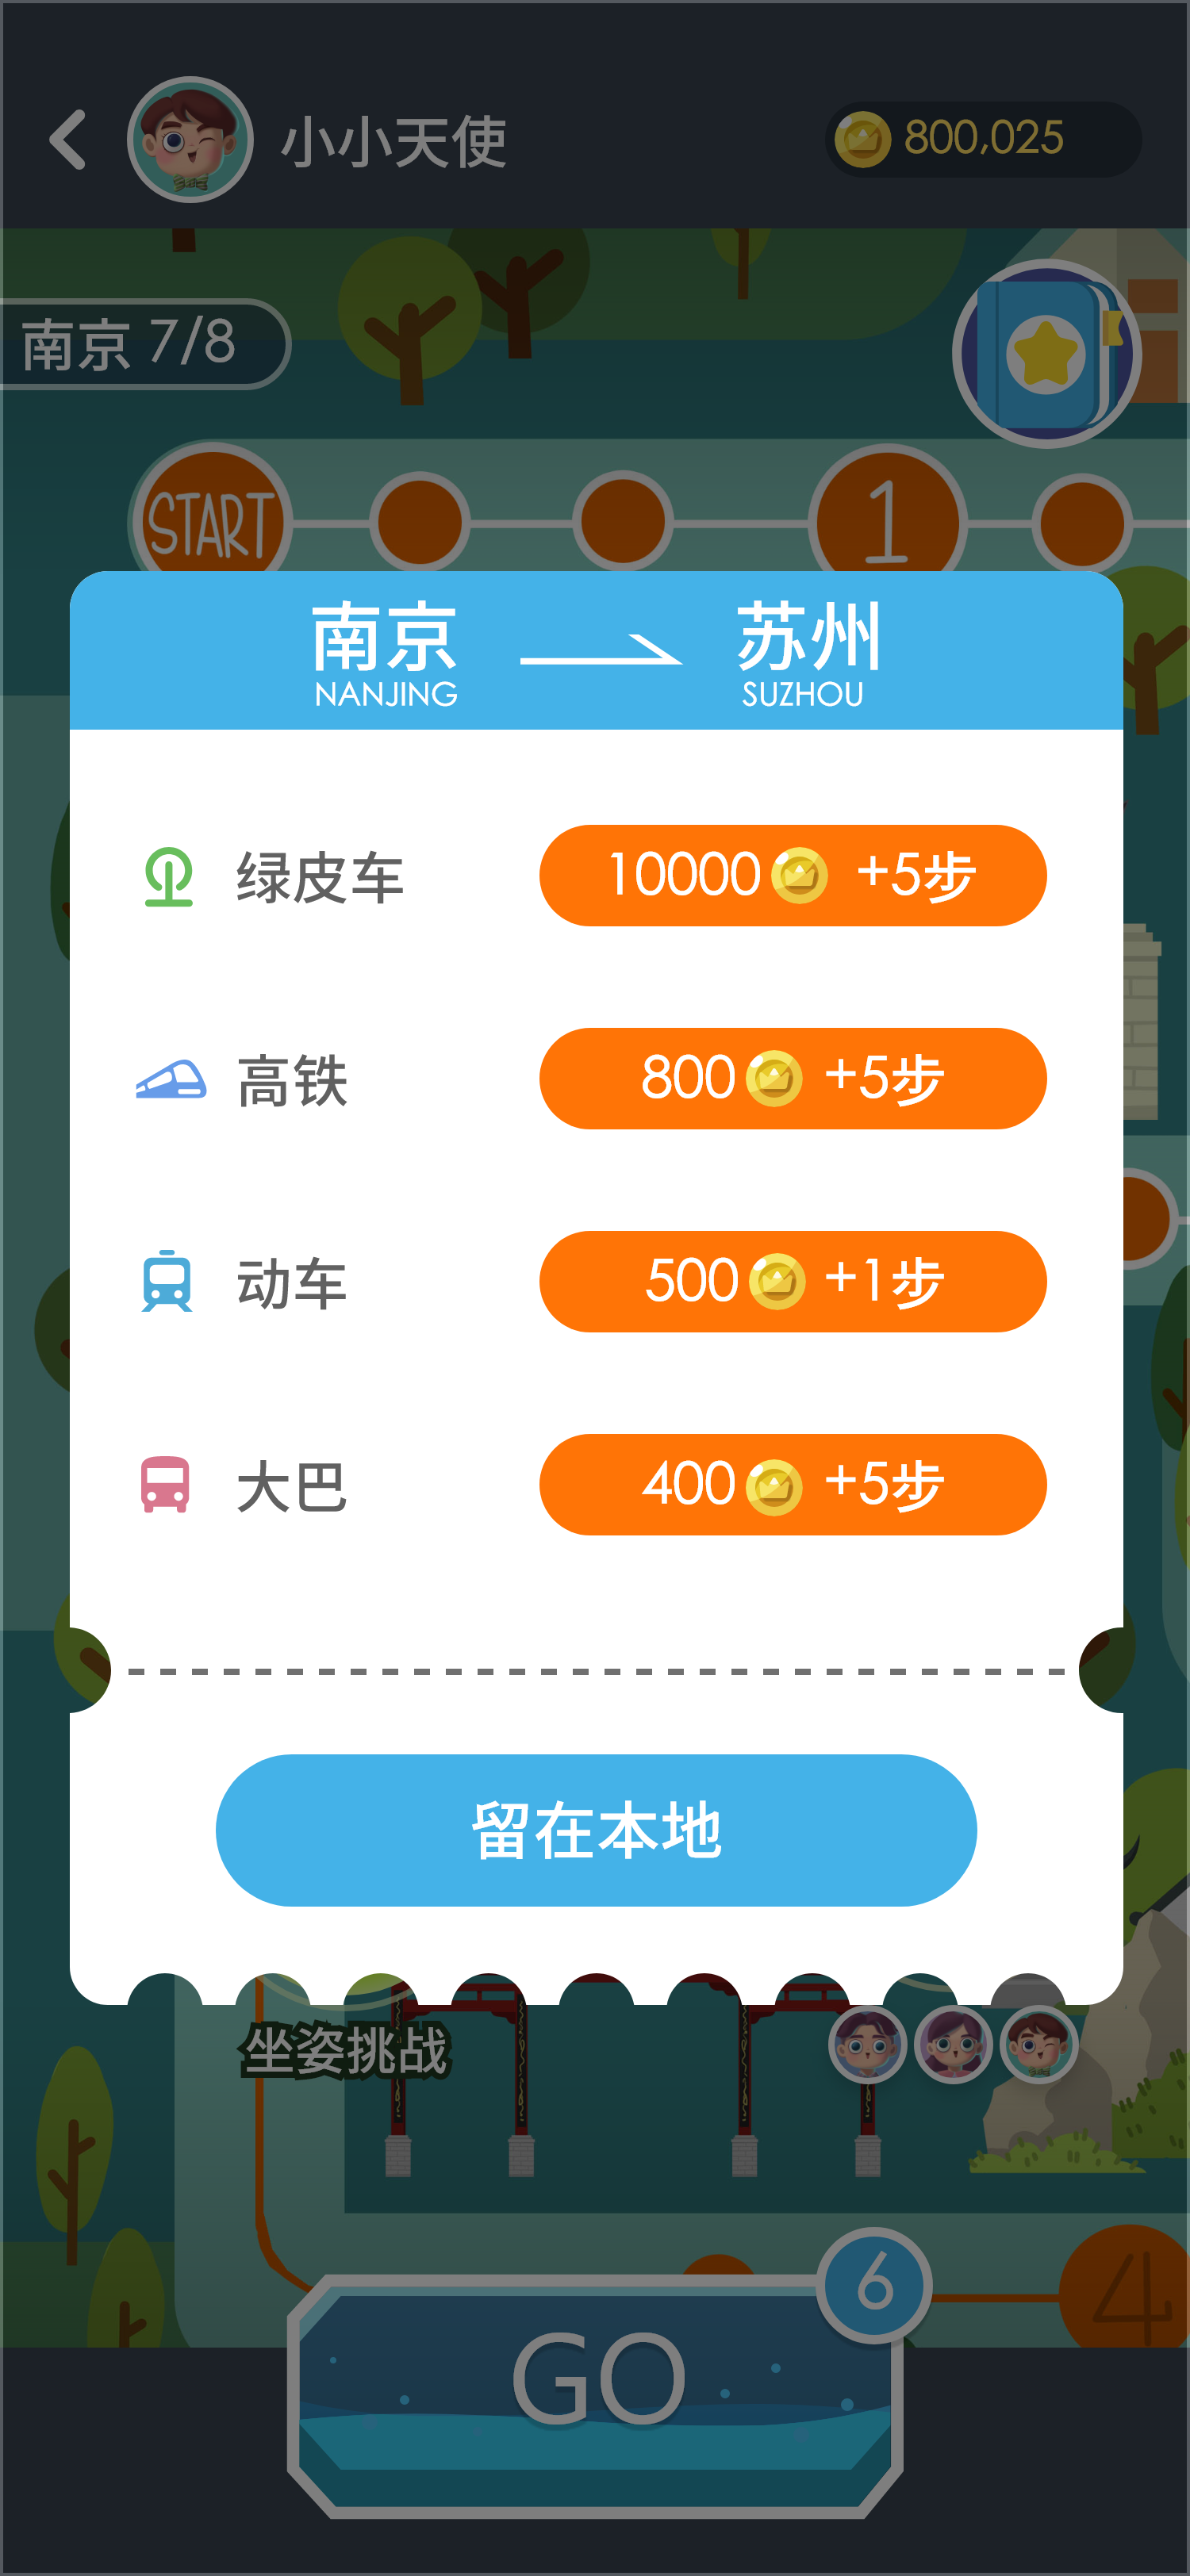 小小天使
800,025
南京 7/8
START
1
南京
苏州
NANJING
SUZHOU
绿皮车
10000 +5步
高铁
800 +5步
动车
500 +1步
大巴
400 +5步
留在本地
坐姿挑战
6
4
GO